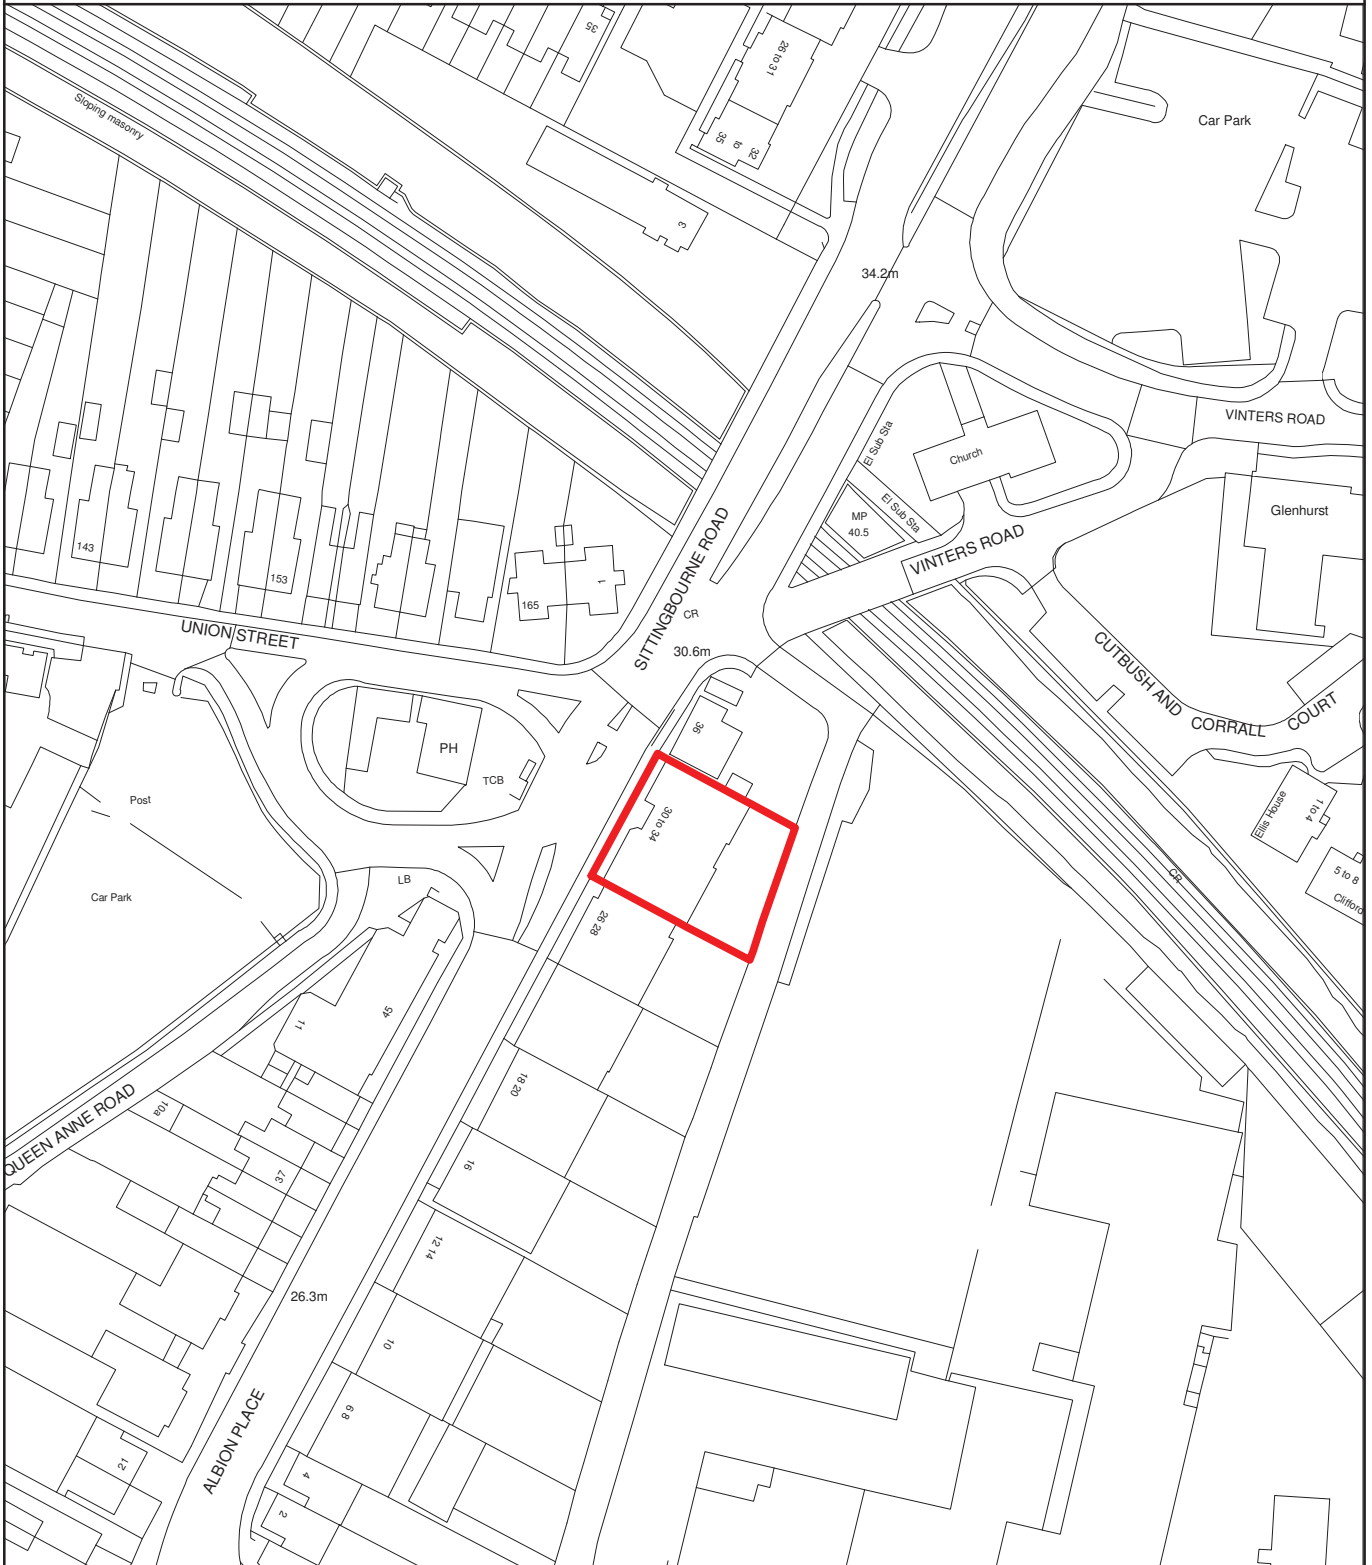 35
26 to 31
Sloping masonry
Car Park
35
to
32
3
34.2m
VINTERS ROAD
El Sub Sta
Church
El Sub Sta
MP
40.5
Glenhurst
VINTERS ROAD
143
153
165
1
SITTINGBOURNE ROAD
CR
UNION STREET
30.6m
CUTBUSH AND
CORRALL
COURT
36
PH
TCB
Post
30 to 34
Ellis House
1 to 4
5 to 8
Clifford
CR
LB
Car Park
26 28
45
11
18 20
10a
QUEEN ANNE ROAD
37
16
12 14
26.3m
10
6 8
ALBION PLACE
21
4
2